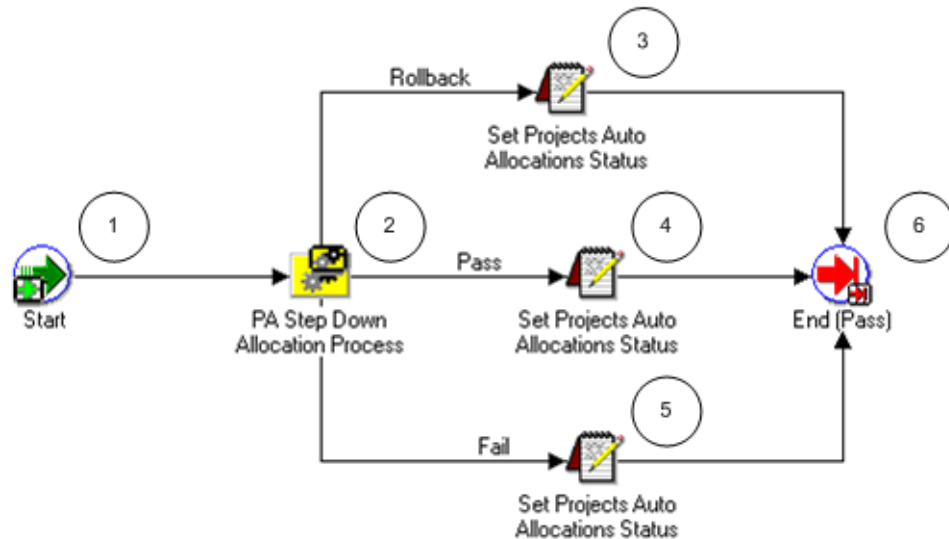 3
Rollback
Set Projects Auto
Allocations Status
1
2
4
6
Pass
Start
PA Step Down
Allocation Process
Set Projects Auto
Allocations Status
End (Pass)
5
Fail
Set Projects Auto
Allocations Status